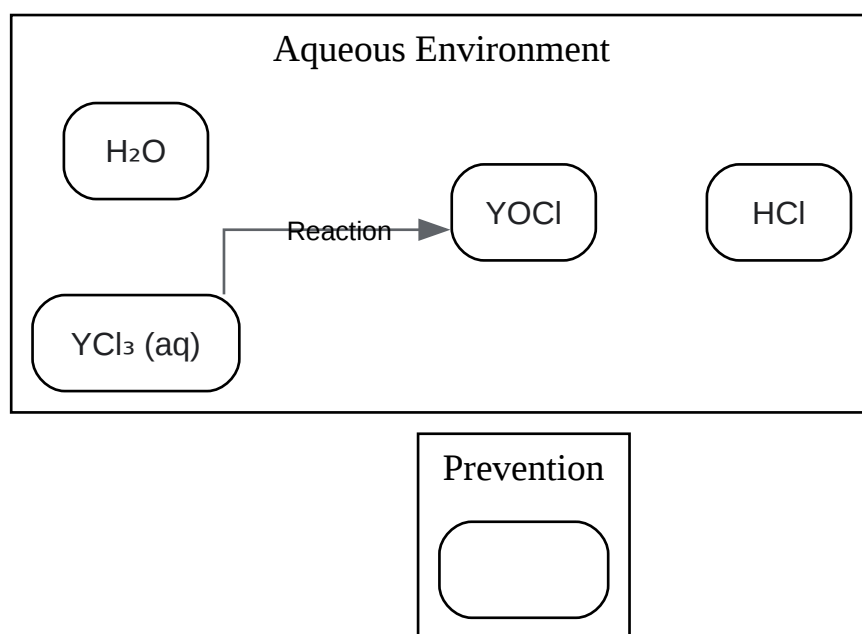 Aqueous Environment
H₂O
Reaction
YOCl
HCl
YCl₃ (aq)
Prevention